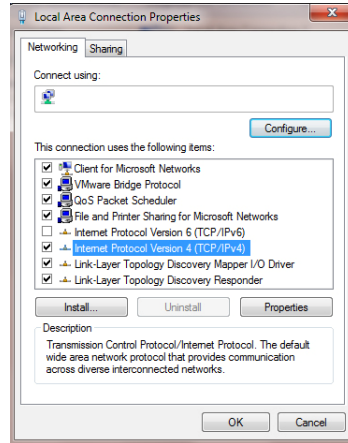 Local Area Connection Properties
Networking
Sharing
Connect using:
Configure...
This connection uses the following items:
Client for Microsoft Networks
VMware Bridge Protocol
QoS Packet Scheduler
File and Printer Sharing for Microsoft Networks
Internet Protocol Version 6 (TCP/IPv6)
Internet Protocol Version 4 (TCP/IPv4)
Link-Layer Topology Discovery Mapper I/O Driver
Link-Layer Topology Discovery Responder
Install...
Uninstall
Properties
Description
Transmission Control Protocol/Internet Protocol. The default
wide area network protocol that provides communication
across diverse interconnected networks.
OK
Cancel